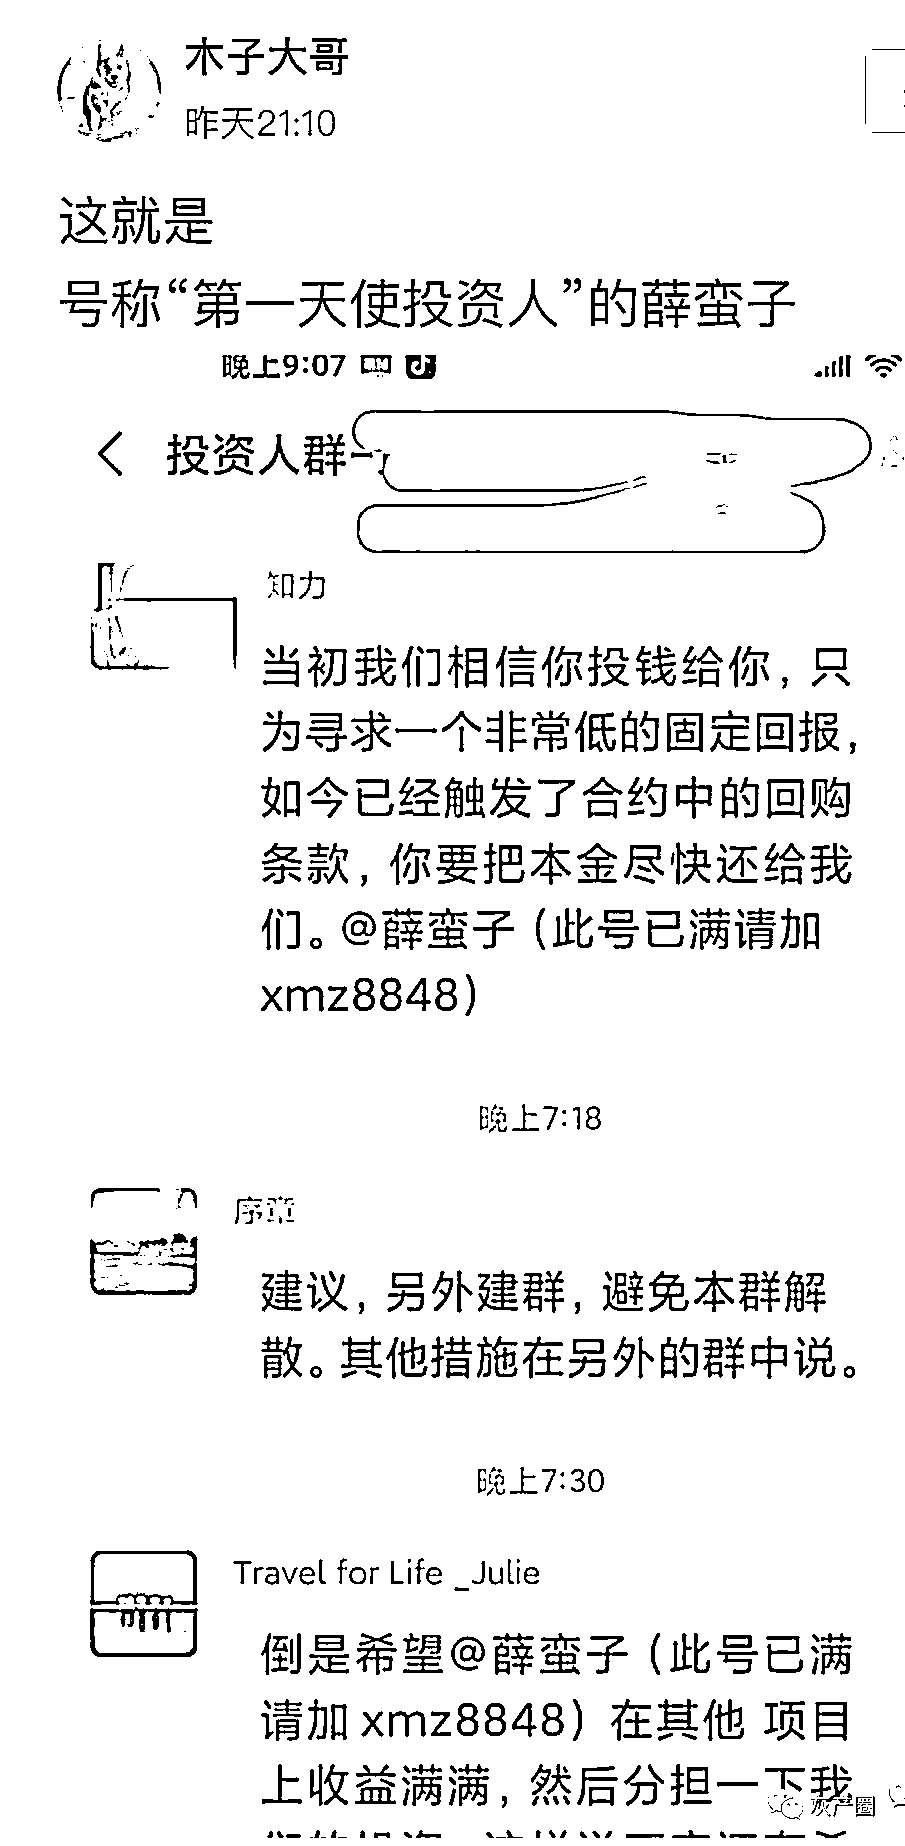 木子大哥
昨天21:10
这就是
号称“第一天使投资人”的薛蛮子
晚上9:07
投资人群
知力
当初我们相信你投钱给你，只
为寻求一个非常低的固定回报，
如今已经触发了合约中的回购
条款，你要把本金尽快还给我
们。@薛蛮子（此号已满请加
xmz8848）
晚上7:18
序章
建议，另外建群，避免本群解
散。其他措施在另外的群中说。
晚上7:30
Travel for Life _Julie
倒是希望@薛蛮子（此号已满
请加 xmz8848）在其他 项目
上收益满满，然后分担一下我
灰产圈